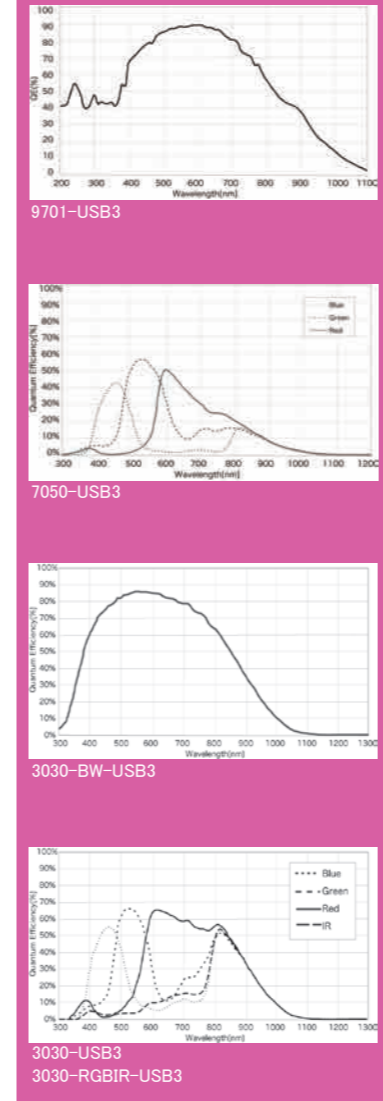 100
90
80
70
60
50
40
30
20
10
0
QE(%)
200 300 400 500 600 700 800 900 1000 1100
Wavelength(nm)
9701-USB3
100%
90%
80%
70%
60%
50%
40%
30%
20%
10%
0%
Quantum Efficiency[%]
Blue
Green
Red
300 400 500 600 700 800 900 1000 1100 1200
Wavelength[nm]
7050-USB3
100%
90%
80%
70%
60%
50%
40%
30%
20%
10%
0%
Quantum Efficiency[%]
300 400 500 600 700 800 900 1000 1100 1200 1300
Wavelength[nm]
3030-BW-USB3
100%
90%
80%
70%
60%
50%
40%
30%
20%
10%
0%
Quantum Efficiency[%]
Blue
Green
Red
IR
300 400 500 600 700 800 900 1000 1100 1200 1300
Wavelength[nm]
3030-USB3
3030-RGBIR-USB3